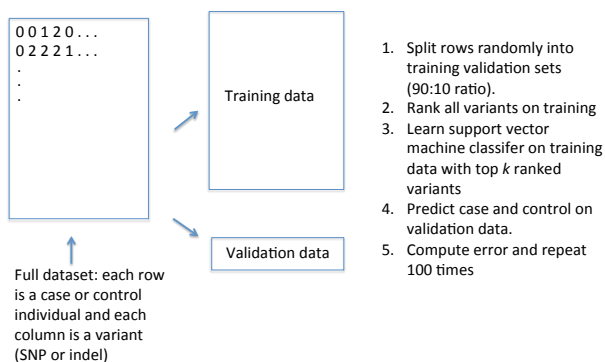 0 0 1 2 0 . . .
0 2 2 2 1 . . .
.
.
.
Training data
Validation data
Full dataset: each row
is a case or control
individual and each
column is a variant
(SNP or indel)
1. Split rows randomly into
training validation sets
(90:10 ratio).
2. Rank all variants on training
3. Learn support vector
machine classifer on training
data with top k ranked
variants
4. Predict case and control on
validation data.
5. Compute error and repeat
100 times